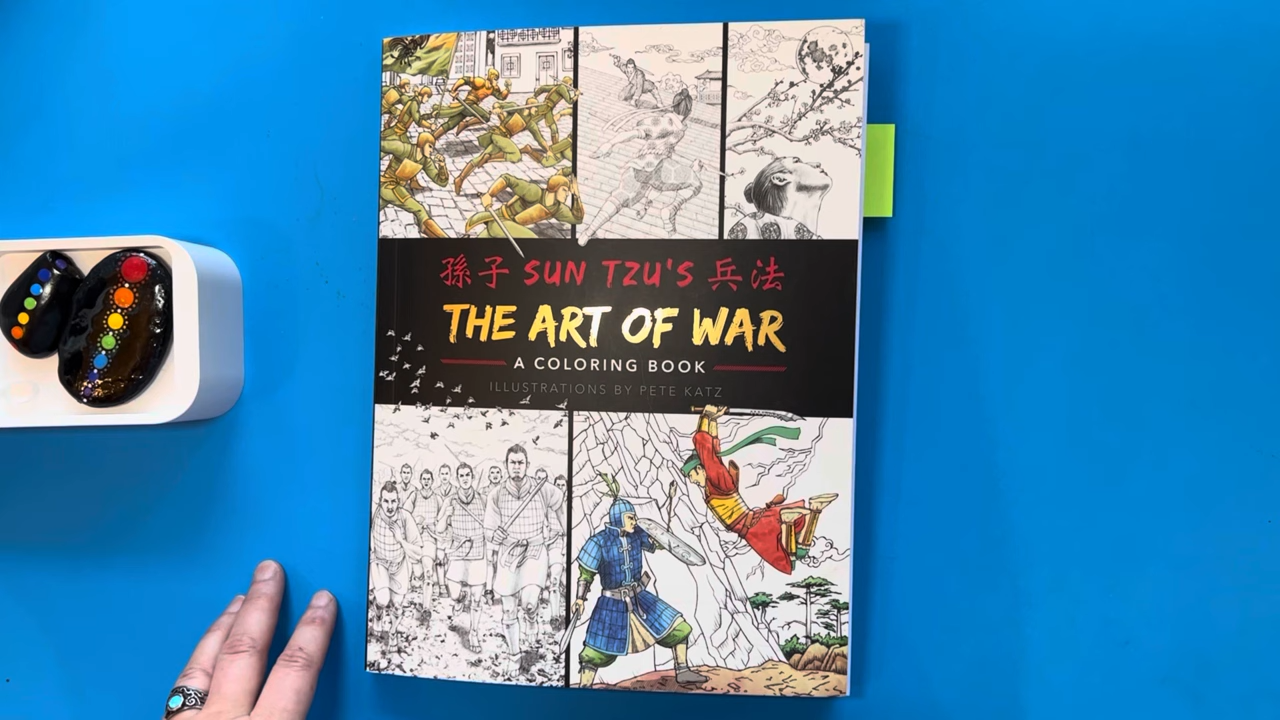 孫子 SUN TZU'S 兵法
THE ART OF WAR
A COLORING BOOK
ILLUSTRATIONS BY PETE KATZ